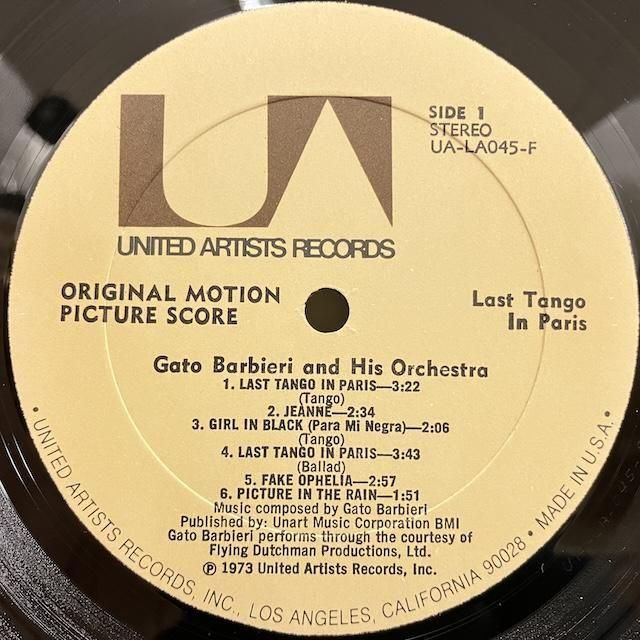 UA
SIDE 1
STEREO
UA-LA045-F
UNITED ARTISTS RECORDS
ORIGINAL MOTION
PICTURE SCORE
Last Tango
In Paris
Gato Barbieri and His Orchestra
1. LAST TANGO IN PARIS—3:22
(Tango)
2. JEANNE—2:34
3. GIRL IN BLACK (Para Mi Negra)—2:06
(Tango)
4. LAST TANGO IN PARIS—3:43
(Ballad)
5. FAKE OPHELIA—2:57
6. PICTURE IN THE RAIN—1:51
Music composed by Gato Barbieri
Published by: Unart Music Corporation BMI
Gato Barbieri performs through the courtesy of
Flying Dutchman Productions, Ltd.
℗ 1973 United Artists Records, Inc.
• UNITED ARTISTS RECORDS, INC., LOS ANGELES, CALIFORNIA 90028 • MADE IN U.S.A. •